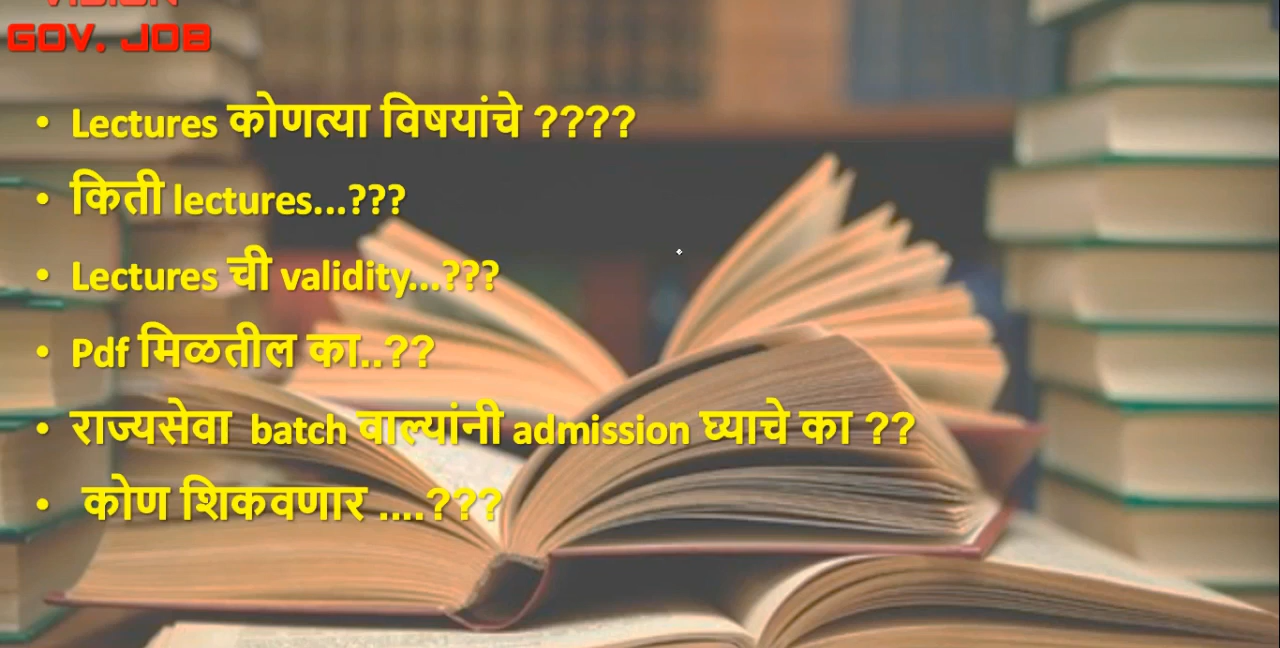 GOV. JOB
• Lectures कोणत्या विषयांचे ????
• किती lectures...???
• Lectures ची validity...???
• Pdf मिळतील का..??
• राज्यसेवा batch वाल्यांनी admission घ्याचे का ??
• कोण शिकवणार ....???